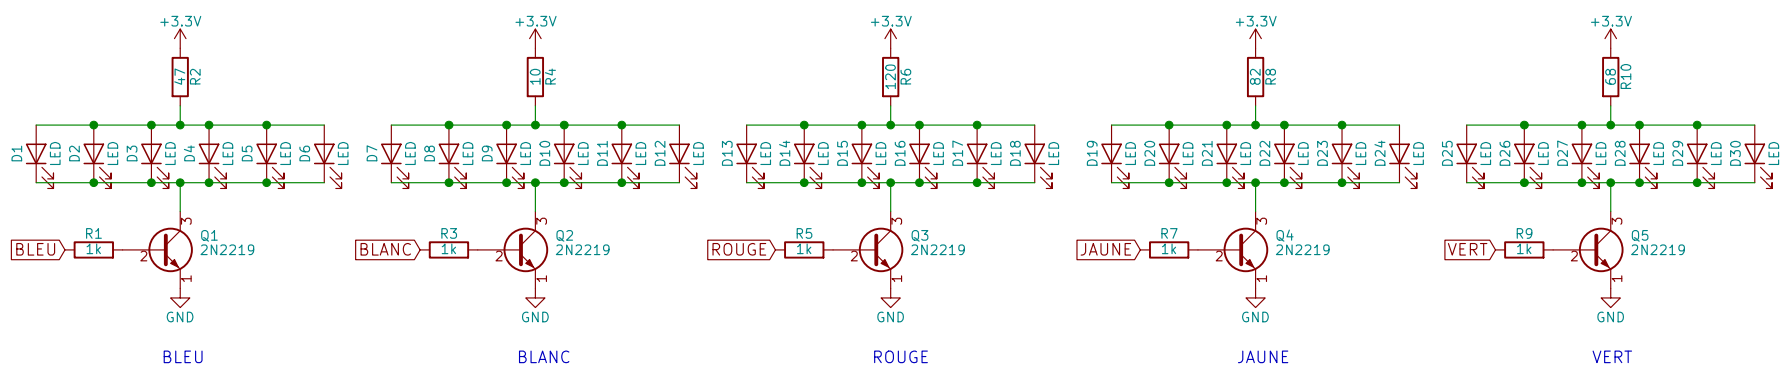 +3.3V
47
R2
D1
LED
D2
LED
D3
LED
D4
LED
D5
LED
D6
LED
BLEU
R1
1k
2
3
1
Q1
2N2219
GND
BLEU
+3.3V
10
R4
D7
LED
D8
LED
D9
LED
D10
LED
D11
LED
D12
LED
BLANC
R3
1k
2
3
1
Q2
2N2219
GND
BLANC
+3.3V
120
R6
D13
LED
D14
LED
D15
LED
D16
LED
D17
LED
D18
LED
ROUGE
R5
1k
2
3
1
Q3
2N2219
GND
ROUGE
+3.3V
82
R8
D19
LED
D20
LED
D21
LED
D22
LED
D23
LED
D24
LED
JAUNE
R7
1k
2
3
1
Q4
2N2219
GND
JAUNE
+3.3V
68
R10
D25
LED
D26
LED
D27
LED
D28
LED
D29
LED
D30
LED
VERT
R9
1k
2
3
1
Q5
2N2219
GND
VERT